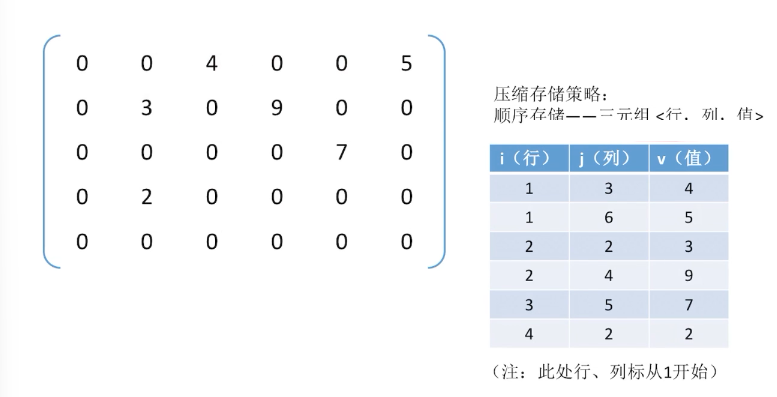 0 0 4 0 0 5
0 3 0 9 0 0
0 0 0 0 7 0
0 2 0 0 0 0
0 0 0 0 0 0
压缩存储策略：
顺序存储——三元组 <行，列，值>
i（行） j（列） v（值）
1 3 4
1 6 5
2 2 3
2 4 9
3 5 7
4 2 2
（注：此处行、列标从1开始）